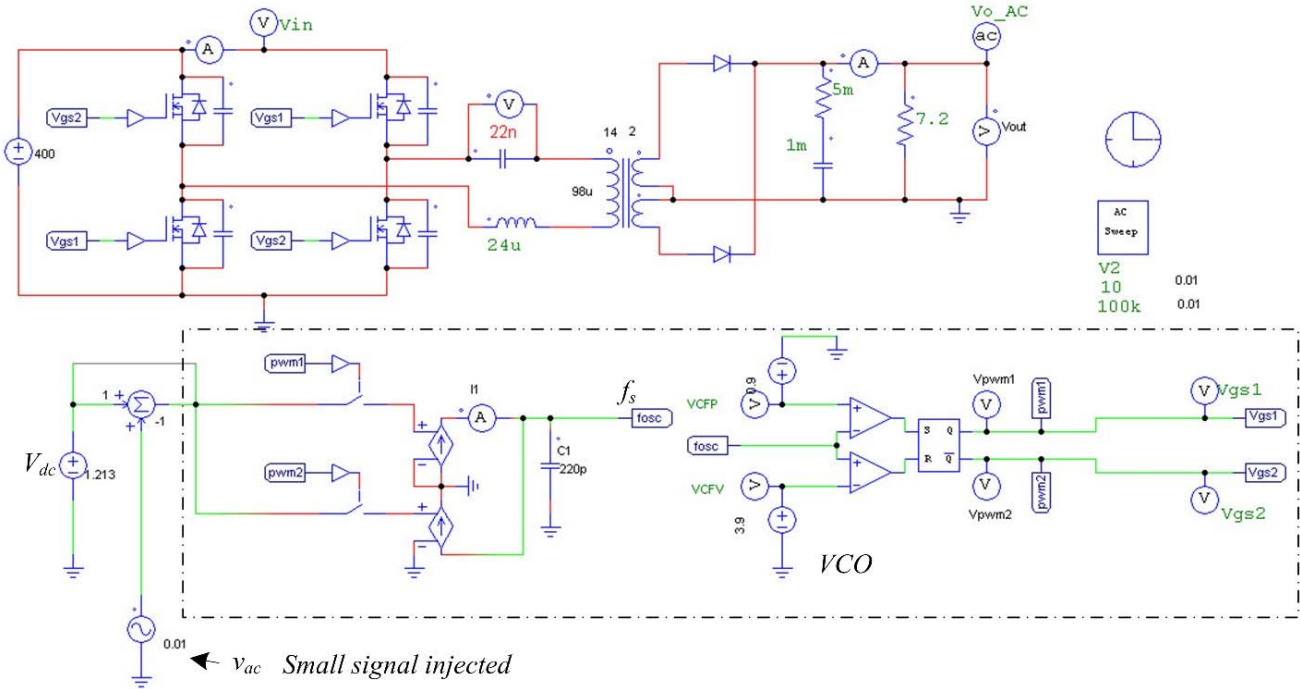 Vo_AC
ac
V Vin
A
A
Vgs2
Vgs1
V
5m
22n
14 2
7.2
V Vout
400
1m
98u
Vgs1
Vgs2
24u
AC
Sweep
V2
10 0.01
100k 0.01
pwm1
I1
A
fs
fosc
1
Σ
-1
Vdc
1.213
pwm2
C1
220p
0.9
VCFP
V
fosc
VCFV
V
3.9
S Q
R Q
Vpwm1
V
pwm1
V Vgs1
Vgs1
V
Vpwm2
pwm2
Vgs2
V Vgs2
VCO
0.01
vac Small signal injected